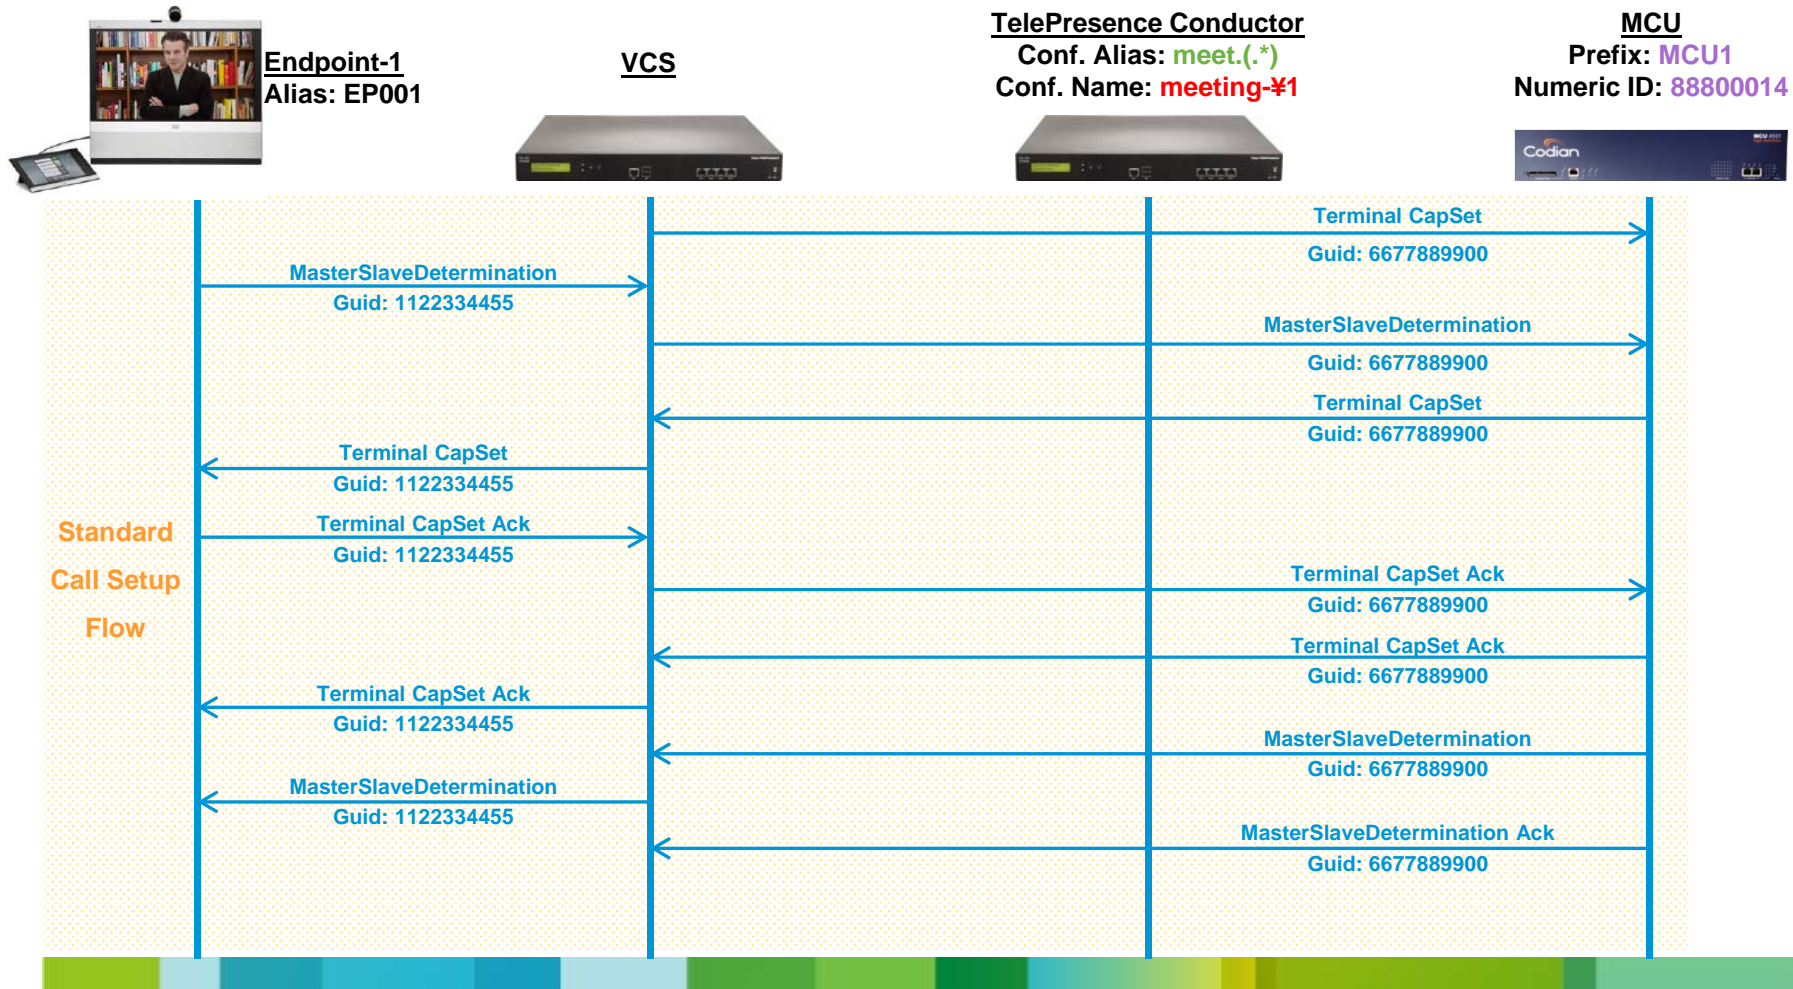 Endpoint-1
Alias: EP001
VCS
TelePresence Conductor
Conf. Alias: meet.(.*)
Conf. Name: meeting-¥1
MCU
Prefix: MCU1
Numeric ID: 88800014
Codian
Terminal CapSet
Guid: 6677889900
MasterSlaveDetermination
Guid: 1122334455
MasterSlaveDetermination
Guid: 6677889900
Terminal CapSet
Guid: 6677889900
Terminal CapSet
Guid: 1122334455
Terminal CapSet Ack
Guid: 1122334455
Standard
Call Setup
Flow
Terminal CapSet Ack
Guid: 6677889900
Terminal CapSet Ack
Guid: 6677889900
Terminal CapSet Ack
Guid: 1122334455
MasterSlaveDetermination
Guid: 6677889900
MasterSlaveDetermination
Guid: 1122334455
MasterSlaveDetermination Ack
Guid: 6677889900